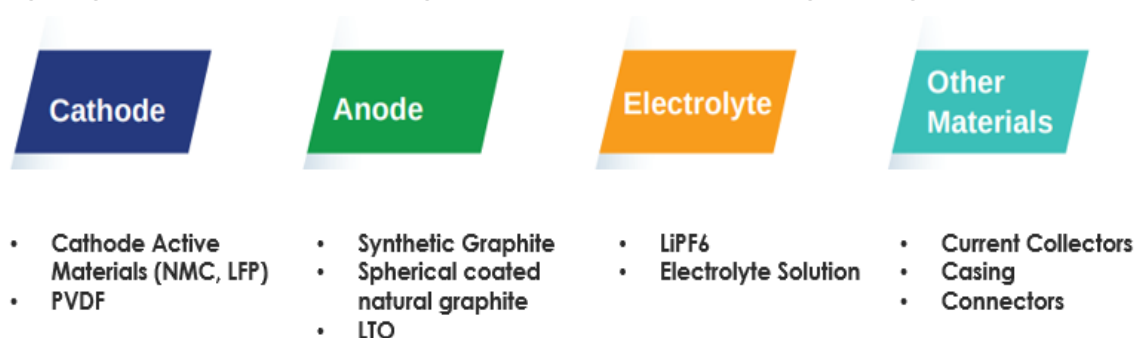 Cathode
Anode
Electrolyte
Other
Materials
• Cathode Active
Materials (NMC, LFP)
• PVDF
• Synthetic Graphite
• Spherical coated
natural graphite
• LTO
• LiPF6
• Electrolyte Solution
• Current Collectors
• Casing
• Connectors